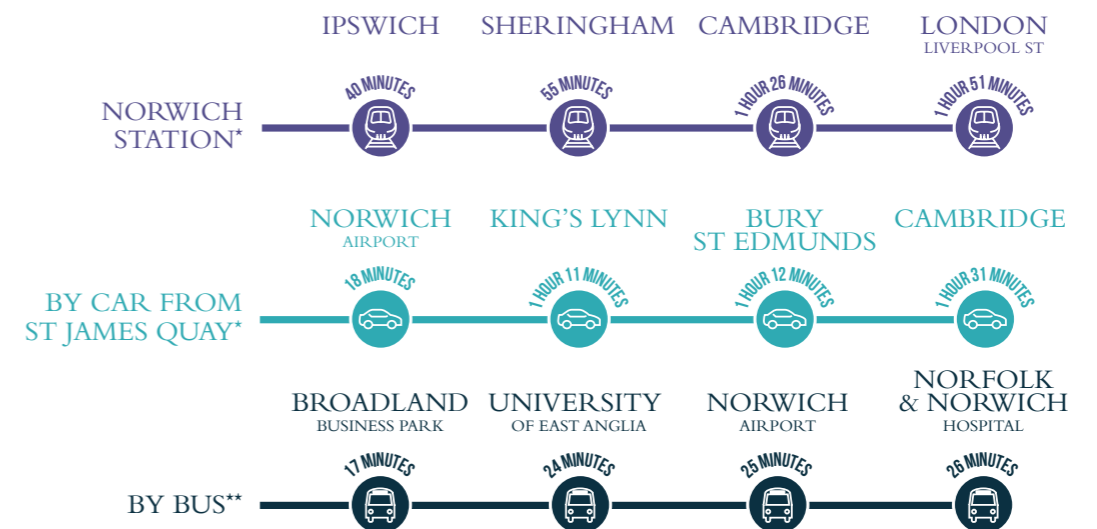 IPSWICH
SHERINGHAM
CAMBRIDGE
LONDON
LIVERPOOL ST
40 MINUTES
55 MINUTES
1 HOUR 26 MINUTES
1 HOUR 51 MINUTES
NORWICH
STATION*
NORWICH
AIRPORT
KING'S LYNN
BURY
ST EDMUNDS
CAMBRIDGE
18 MINUTES
1 HOUR 11 MINUTES
1 HOUR 12 MINUTES
1 HOUR 31 MINUTES
BY CAR FROM
ST JAMES QUAY*
BROADLAND
BUSINESS PARK
UNIVERSITY
OF EAST ANGLIA
NORWICH
AIRPORT
NORFOLK
& NORWICH
HOSPITAL
17 MINUTES
24 MINUTES
25 MINUTES
26 MINUTES
BY BUS**